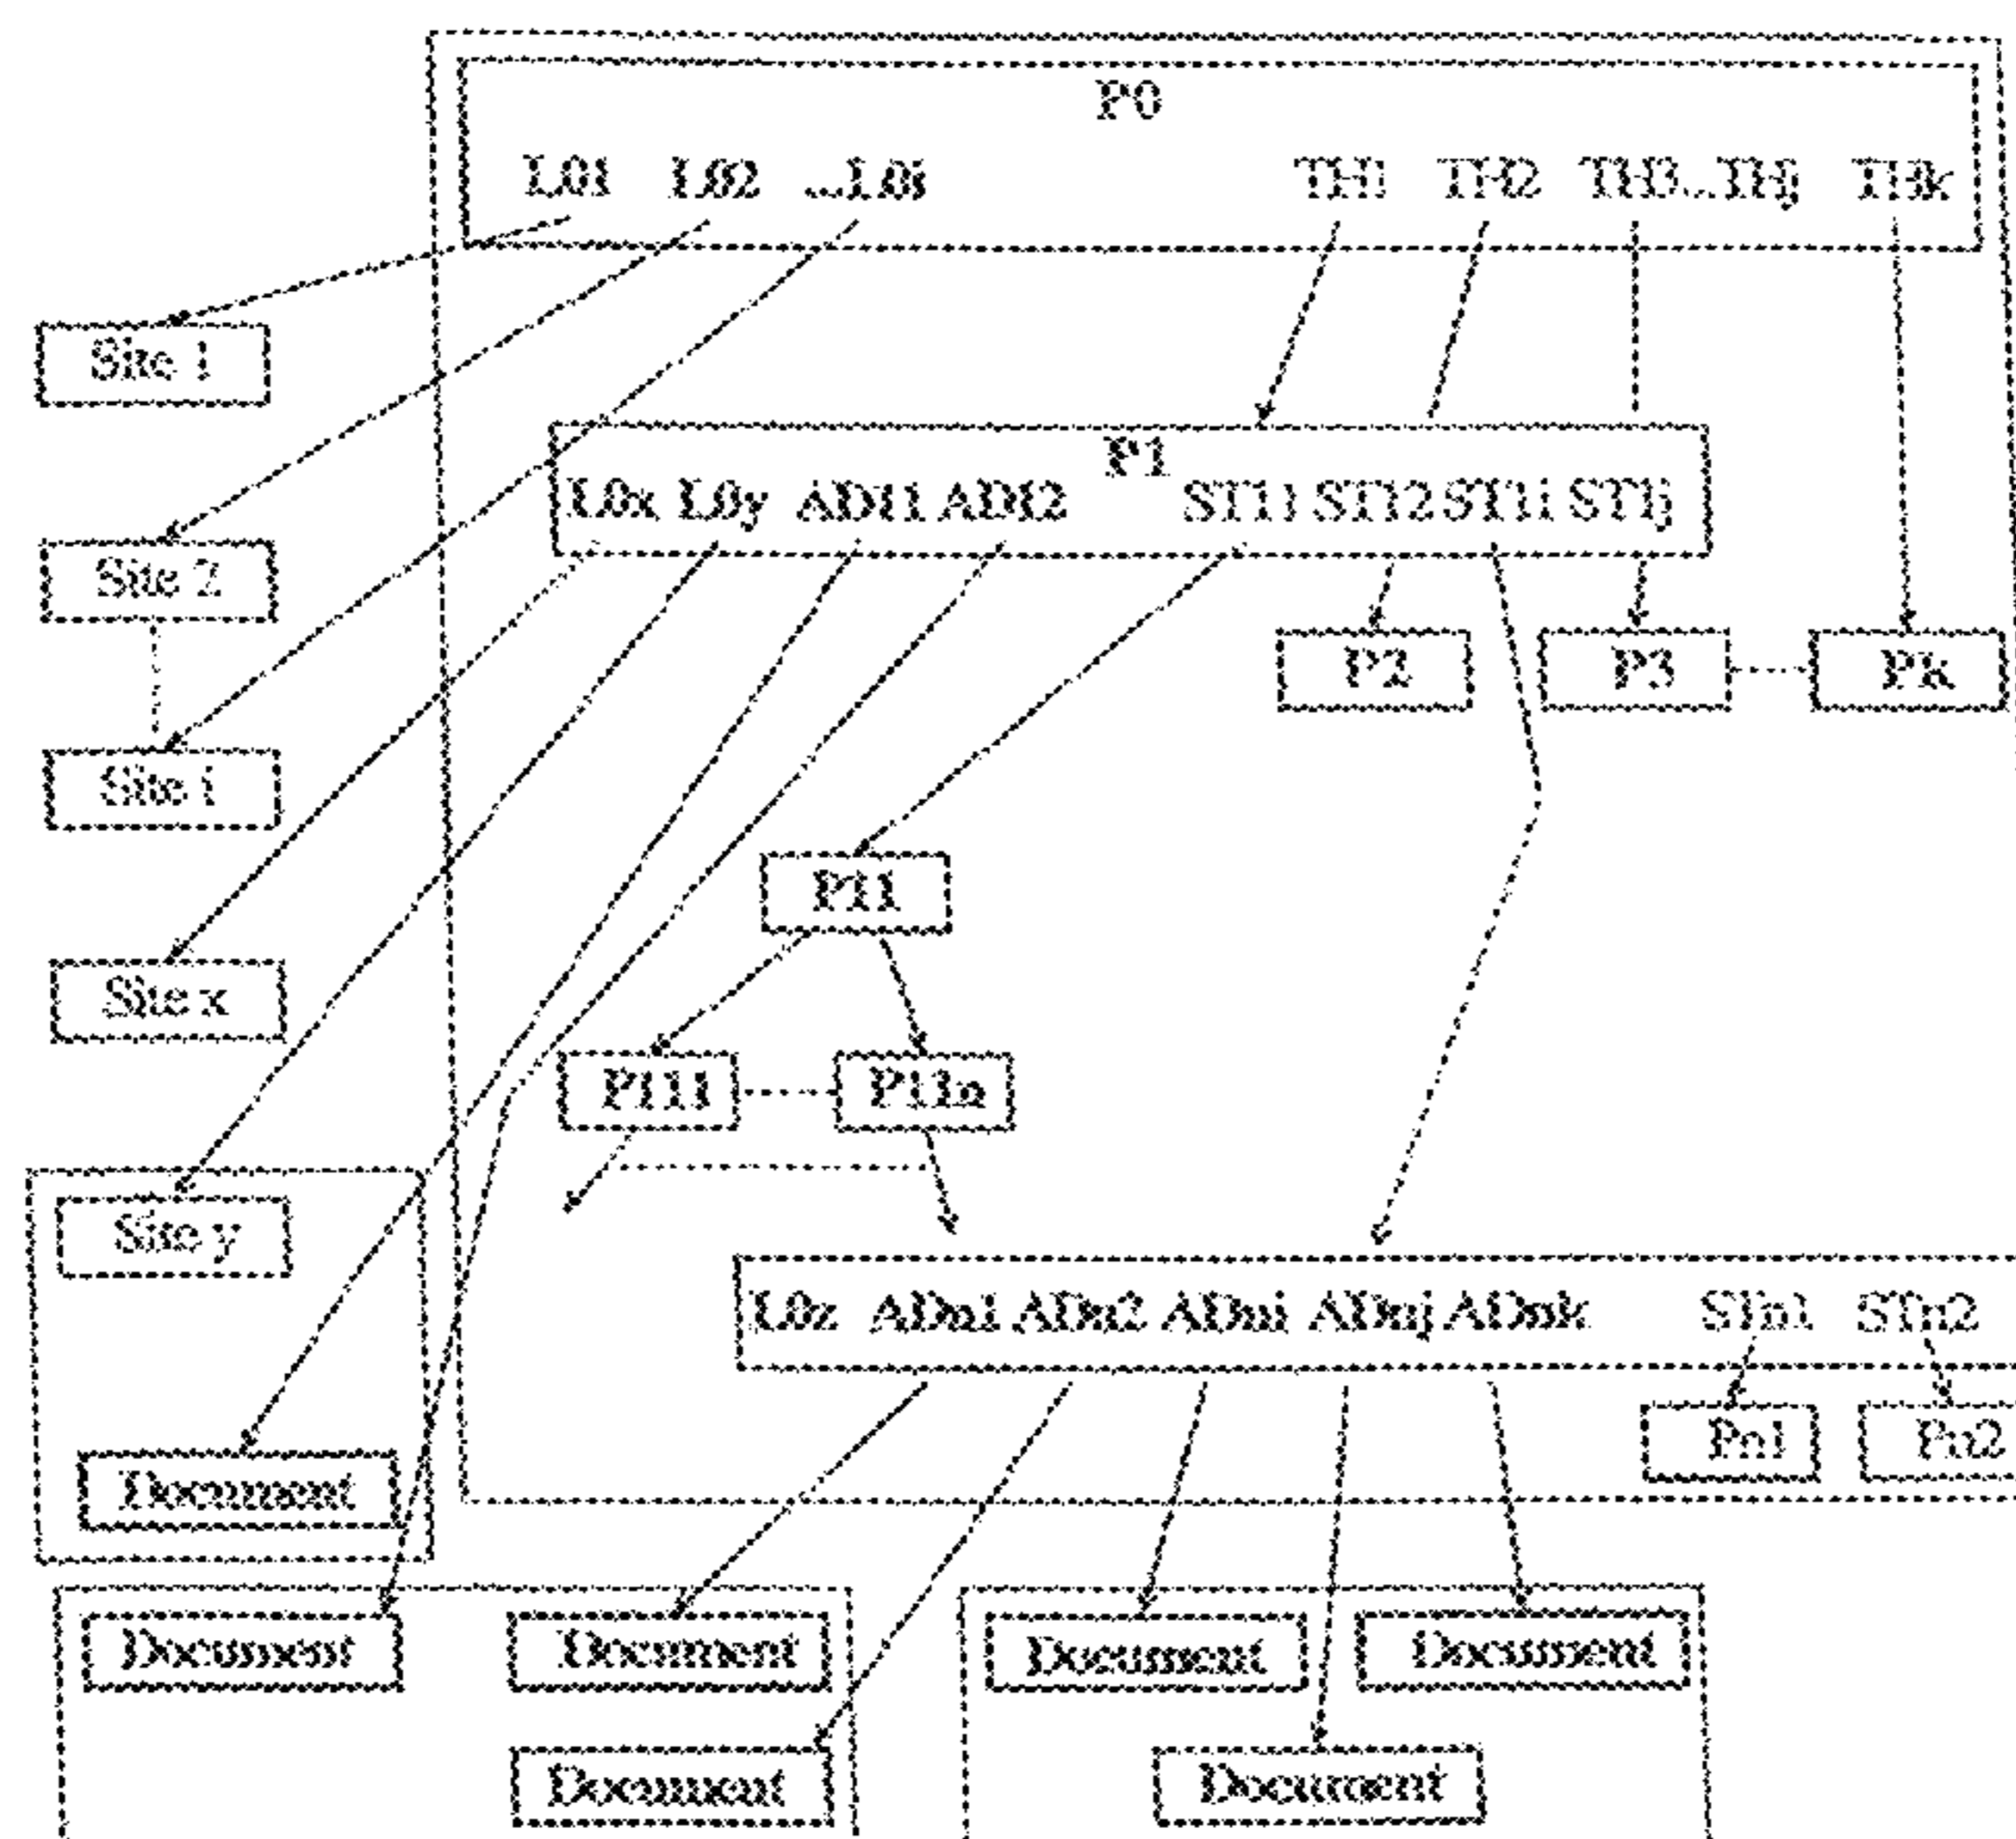 P0
L01 L02 ...L0i TH1 TH2 TH3...THj THk
Site 1
P1
L0x L0y AD11 AD12 ST11 ST12 ST1i ST1j
Site 2
P2 P3 PK
Site i
P11
Site x
P111 P11n
Site y
L0z ADn1 ADn2 ADni ADnj ADnk STn1 STn2
Pn1 Pn2
Document
Document Document Document Document
Document Document